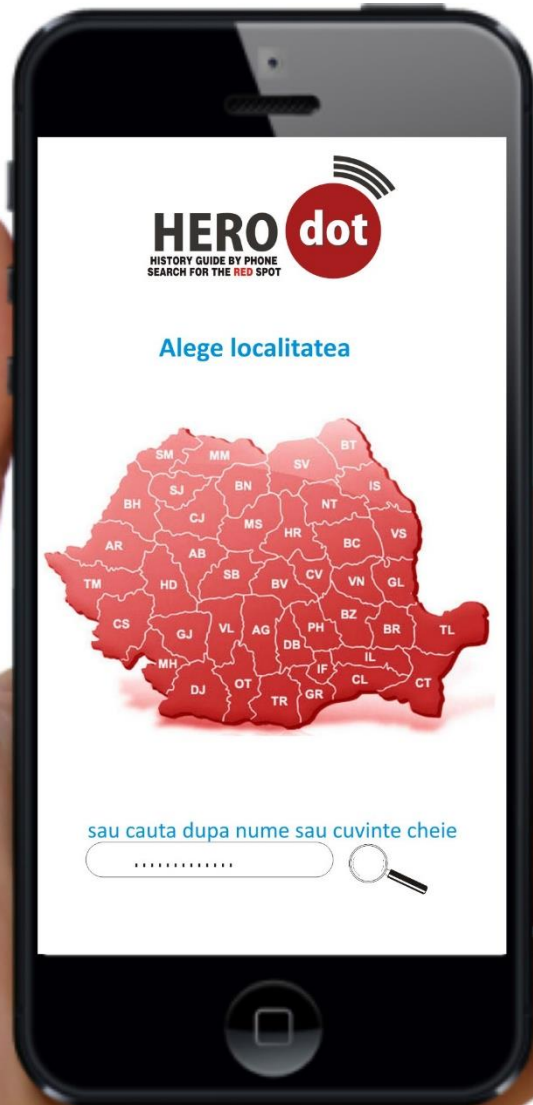 HERO dot
HISTORY GUIDE BY PHONE
SEARCH FOR THE RED SPOT
Alege localitatea
BT
SM MM SV
SJ BN IS
BH NT
CJ MS HR VS
AR AB BC
TM HD SB BV CV VN GL
CS GJ VL AG PH BZ BR TL
DB
MH IF IL
DJ OT TR GR CL CT
sau cauta dupa nume sau cuvinte cheie
.............